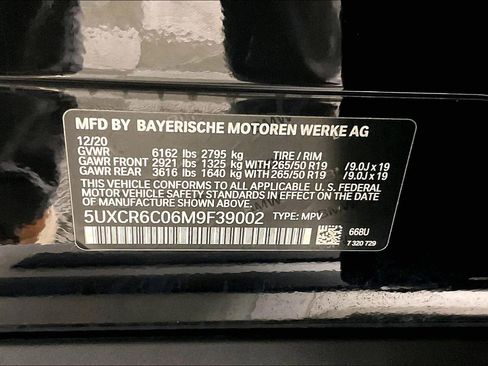 MFD BY BAYERISCHE MOTOREN WERKE AG
12/20
GVWR 6162 lbs 2795 kg TIRE / RIM
GAWR FRONT 2921 lbs 1325 kg WITH 265/50 R19 /9.0J x 19
GAWR REAR 3616 lbs 1640 kg WITH 265/50 R19 /9.0J x 19
THIS VEHICLE CONFORMS TO ALL APPLICABLE U.S. FEDERAL
MOTOR VEHICLE SAFETY STANDARDS IN EFFECT ON THE DATE
OF MANUFACTURE SHOWN ABOVE.
5UXCR6C06M9F39002 TYPE: MPV
668U
7 320 729